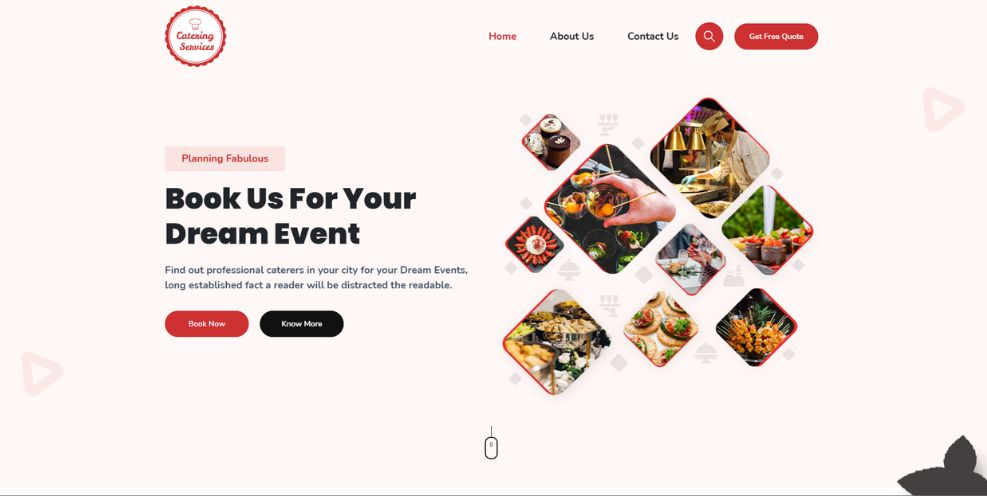 Catering
Services
Home
About Us
Contact Us
Get Free Quote
Planning Fabulous
Book Us For Your
Dream Event
Find out professional caterers in your city for your Dream Events,
long established fact a reader will be distracted the readable.
Book Now
Know More